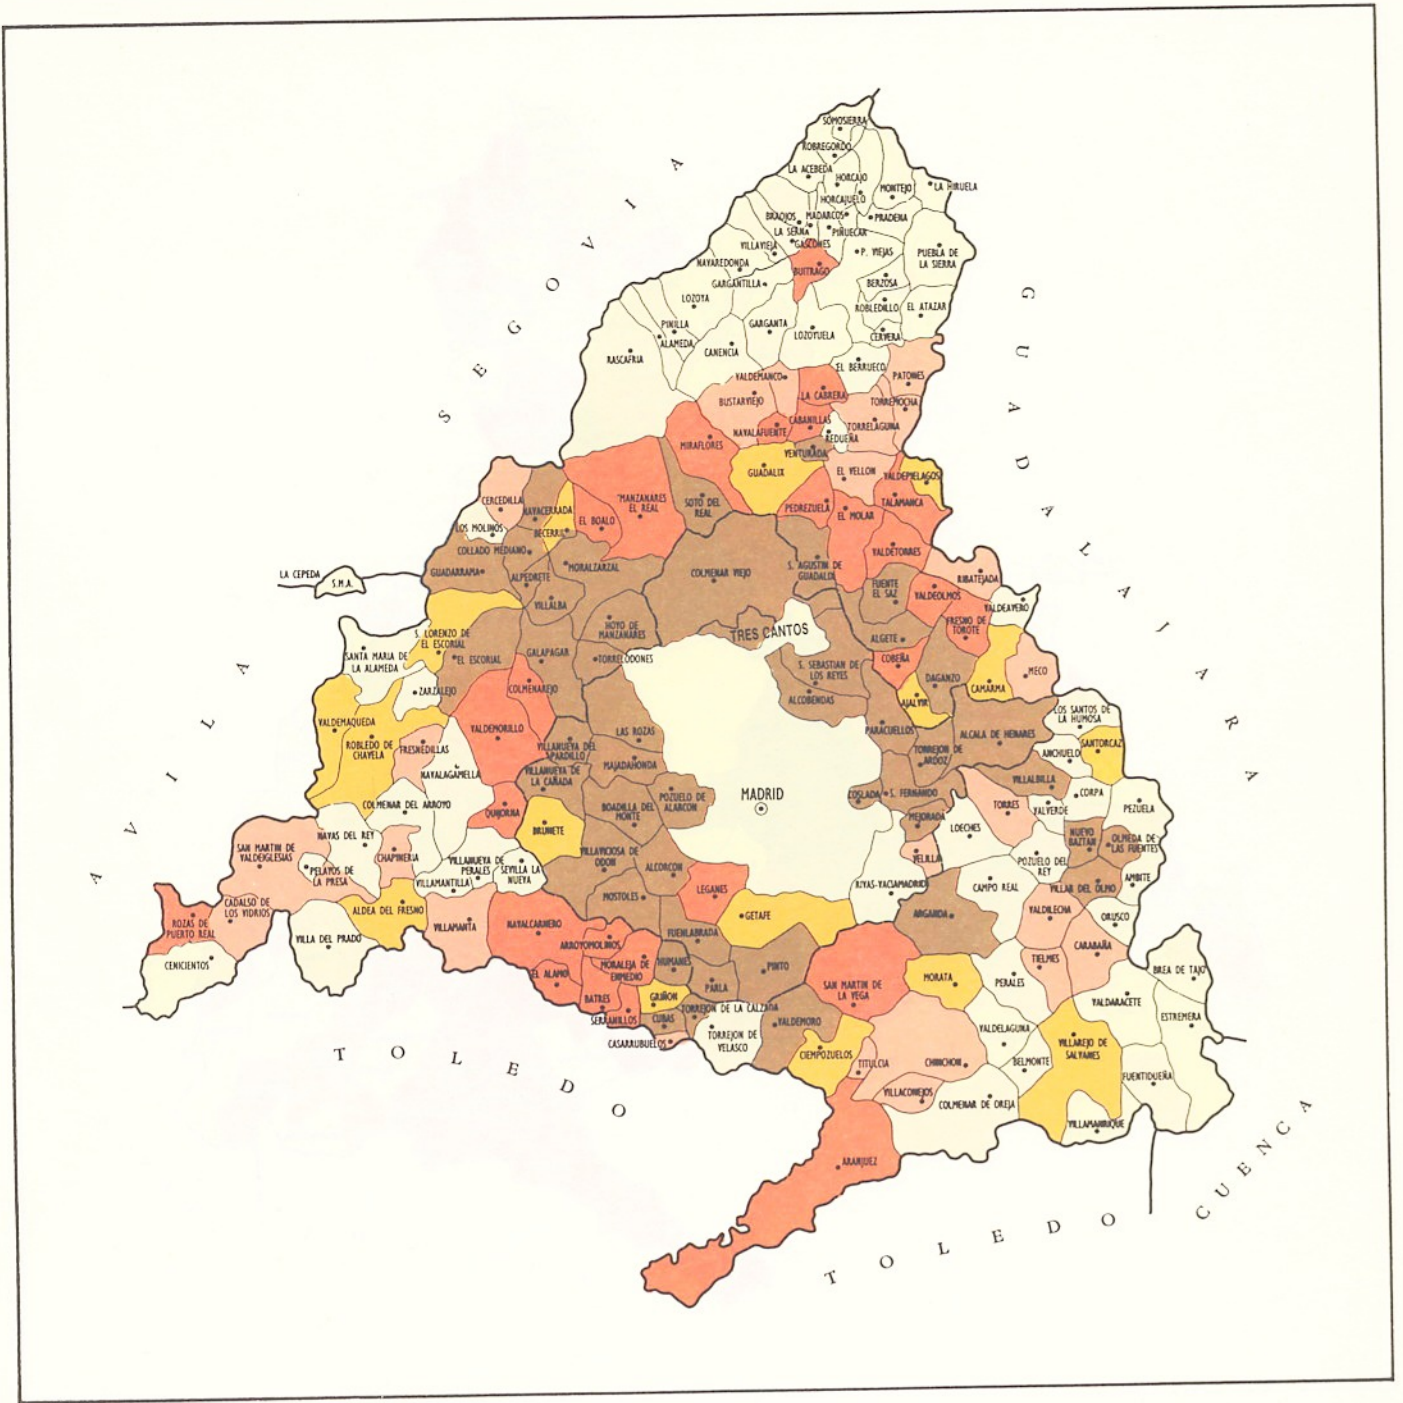 SOMOSIERRA
ROBREGORDO
LA ACEBEDA
HORCAJO
MONTEJO
LA HIRUELA
HORCAJUELO
BRAOJOS
MADARCOS
PRADENA
LA SERNA
PIÑUECAR
VILLAVIEJA
GASCONES
P. VIEJAS
PUEBLA DE
LA SIERRA
NAVAREDONDA
BUITRAGO
GARGANTILLA
BERZOSA
LOZOYA
ROBLEDILLO
EL ATAZAR
PINILLA
GARGANTA
LOZOYUELA
CERVERA
ALAMEDA
CANENCIA
RASCAFRIA
EL BERRUECO
VALDEMANCO
PATONES
LA CABRERA
BUSTARVIEJO
TORREMOCHA
CABANILLAS
TORRELAGUNA
NAVALAFUENTE
REDUEÑA
MIRAFLORES
VENTURADA
GUADALIX
EL VELLON
VALDEPIELAGOS
CERCEDILLA
MANZANARES
EL REAL
SOTO DEL
REAL
TALAMANCA
NAVACERRADA
PEDREZUELA
EL MOLAR
EL BOALO
LOS MOLINOS
BECERRIL
COLLADO MEDIANO
VALDETORRES
GUADARRAMA
ALPEDRETE
MORALZARZAL
COLMENAR VIEJO
S. AGUSTIN DE
GUADALIX
RIBATEJADA
LA CEPEDA
S.M.A.
FUENTE
EL SAZ
VALDEOLMOS
VILLALBA
VALDEAVERO
HOYO DE
MANZANARES
TRES CANTOS
FRESNO DE
TOROTE
S. LORENZO DE
EL ESCORIAL
ALGETE
SANTA MARIA DE
LA ALAMEDA
EL ESCORIAL
GALAPAGAR
TORRELODONES
COBEÑA
S. SEBASTIAN DE
LOS REYES
MECO
ZARZALEJO
COLMENAREJO
DAGANZO
CAMARMA
ALCOBENDAS
AJALVIR
LOS SANTOS DE
LA HUMOSA
VALDEMAQUEDA
VALDEMORILLO
LAS ROZAS
PARACUELLOS
ALCALA DE HENARES
ROBLEDO DE
CHAVELA
FRESNEDILLAS
VILLANUEVA DEL
PARDILLO
TORREJON DE
ARDOZ
ANCHUELO
SANTORCAZ
NAVALAGAMELLA
VILLANUEVA DE
LA CAÑADA
MAJADAHONDA
VILLALBILLA
COLMENAR DEL ARROYO
POZUELO DE
ALARCON
MADRID
COSLADA
S. FERNANDO
CORPA
QUIJORNA
BOADILLA DEL
MONTE
TORRES
VALVERDE
PEZUELA
BRUNETE
MEJORADA
LOECHES
NAVAS DEL REY
NUEVO
BAZTAN
OLMEDA DE
LAS FUENTES
SAN MARTIN DE
VALDEIGLESIAS
CHAPINERIA
VILLAVICIOSA DE
ODON
VELILLA
PELAYOS DE
LA PRESA
VILLANUEVA DE
PERALES
SEVILLA LA
NUEVA
ALCORCON
POZUELO DEL
REY
AMBITE
VILLAMANTILLA
RIVAS-VACIAMADRID
CAMPO REAL
VILLAR DEL OLMO
MOSTOLES
LEGANES
CADALSO DE
LOS VIDRIOS
ALDEA DEL FRESNO
GETAFE
ARGANDA
VALDILECHA
ORUSCO
ROZAS DE
PUERTO REAL
VILLAMANTA
NAVALCARNERO
FUENLABRADA
VILLA DEL PRADO
ARROYOMOLINOS
CARABAÑA
CENICIENTOS
EL ALAMO
MORALEJA DE
ENMEDIO
HUMANES
PINTO
TIELMES
BREA DE TAJO
PARLA
SAN MARTIN DE
LA VEGA
MORATA
PERALES
BATRES
GRIÑON
VALDARACETE
SERRANILLOS
CUBAS
TORREJON DE LA CALZADA
VALDEMORO
ESTREMERA
CASARRUBUELOS
TORREJON DE
VELASCO
VALDELAGUNA
VILLAREJO DE
SALVANES
CIEMPOZUELOS
TITULCIA
CHINCHON
BELMONTE
FUENTIDUEÑA
VILLACONEJOS
COLMENAR DE OREJA
VILLAMANRIQUE
ARANJUEZ
SEGOVIA
GUADALAJARA
AVILA
TOLEDO
TOLEDO
CUENCA